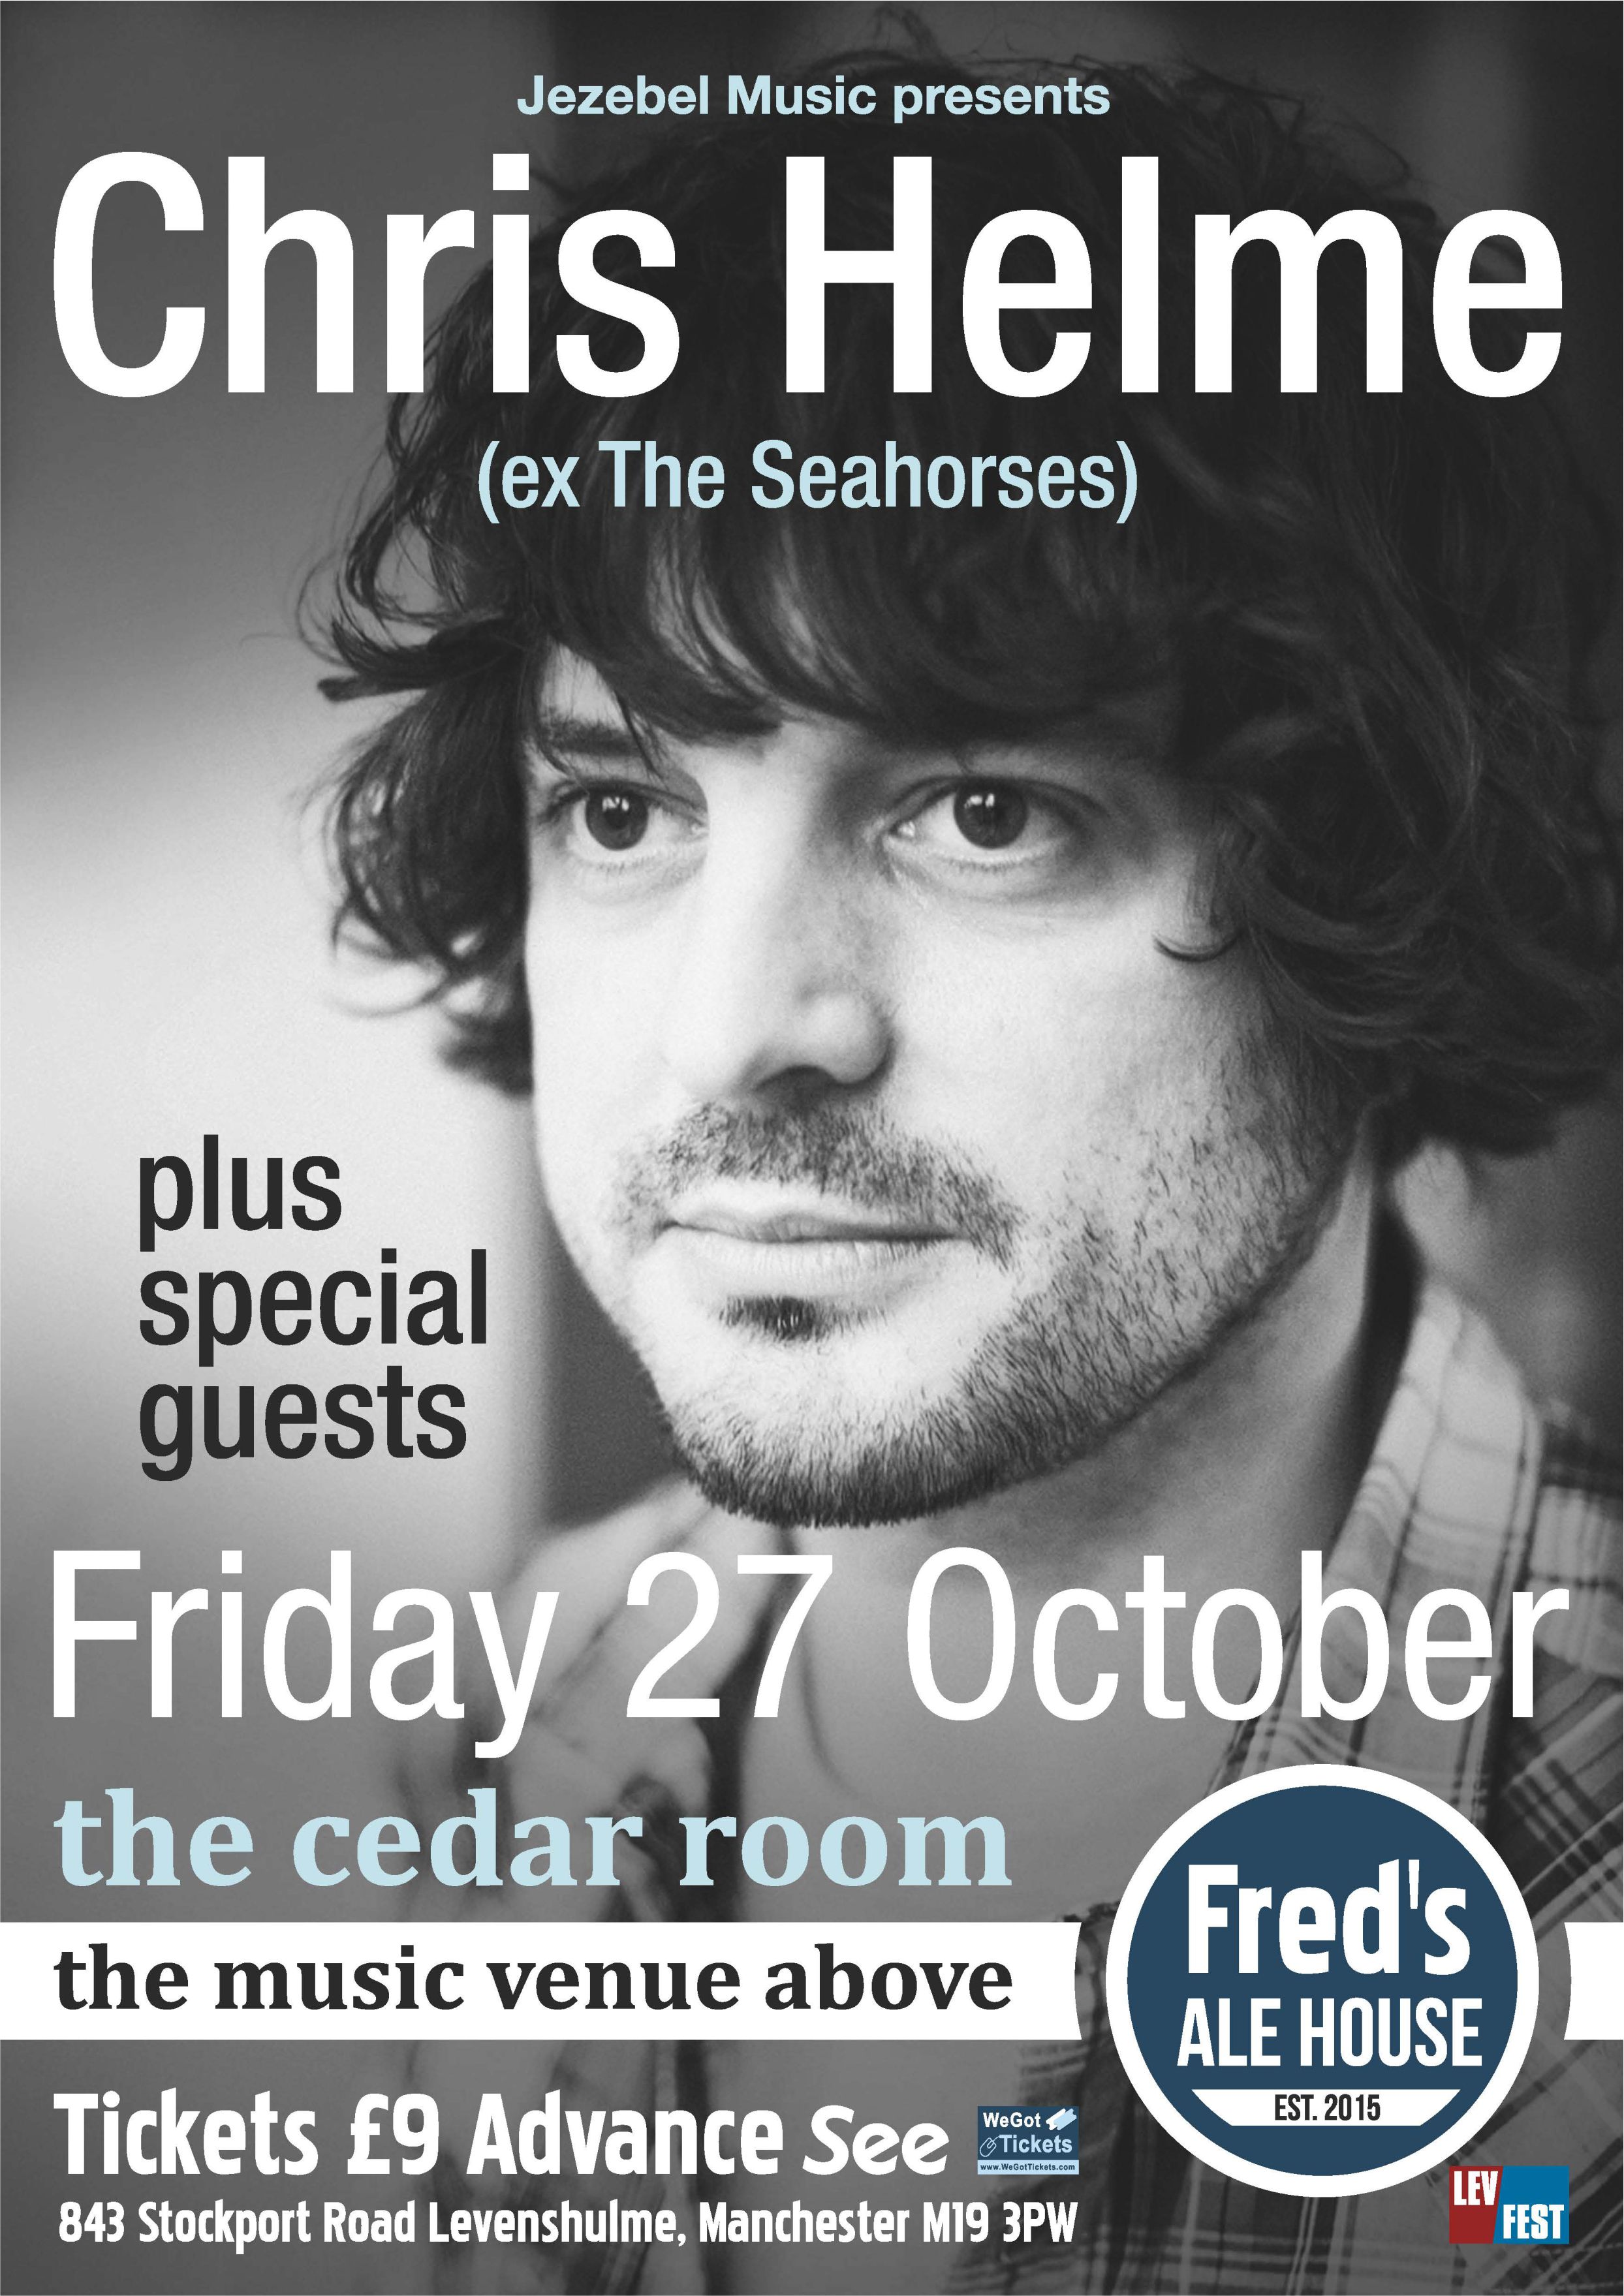 Jezebel Music presents
Chris Helme
(ex The Seahorses)
plus
special
guests
Friday 27 October
the cedar room
the music venue above
Fred's
ALE HOUSE
EST. 2015
Tickets £9 Advance See
WeGot
Tickets
www.WeGotTickets.com
843 Stockport Road Levenshulme, Manchester M19 3PW
LEV
FEST